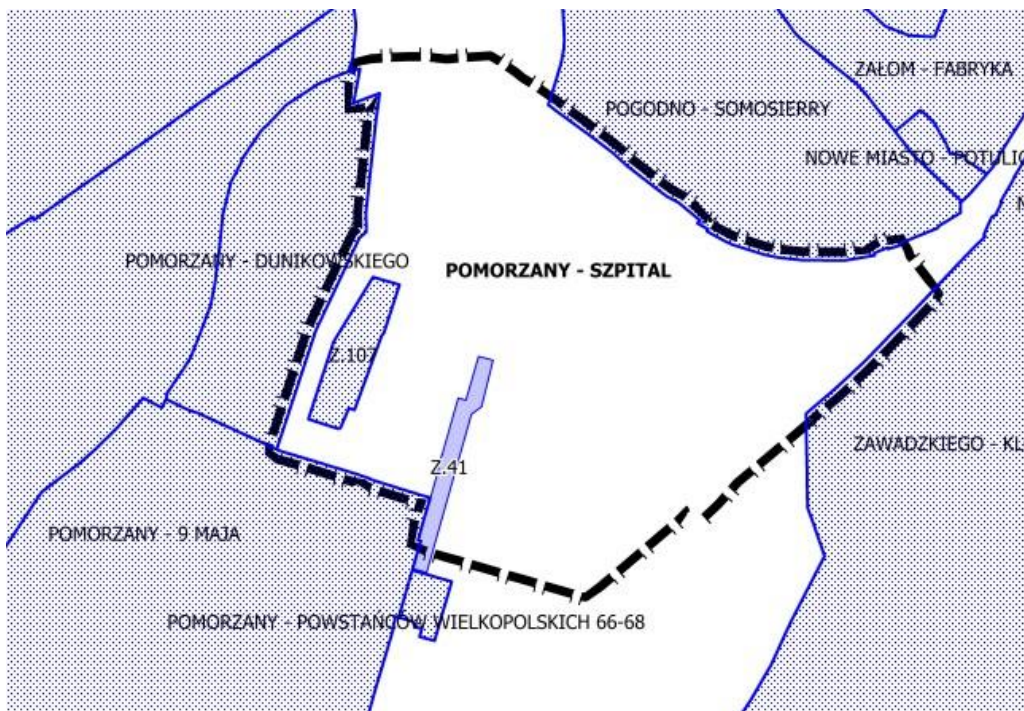 ZAŁOM - FABRYKA
POGODNO - SOMOSIERRY
NOWE MIASTO - POTULIC
POMORZANY - DUNIKOWSKIEGO
POMORZANY - SZPITAL
Z.107
ZAWADZKIEGO - KL
Z.41
POMORZANY - 9 MAJA
POMORZANY - POWSTAŃCÓW WIELKOPOLSKICH 66-68